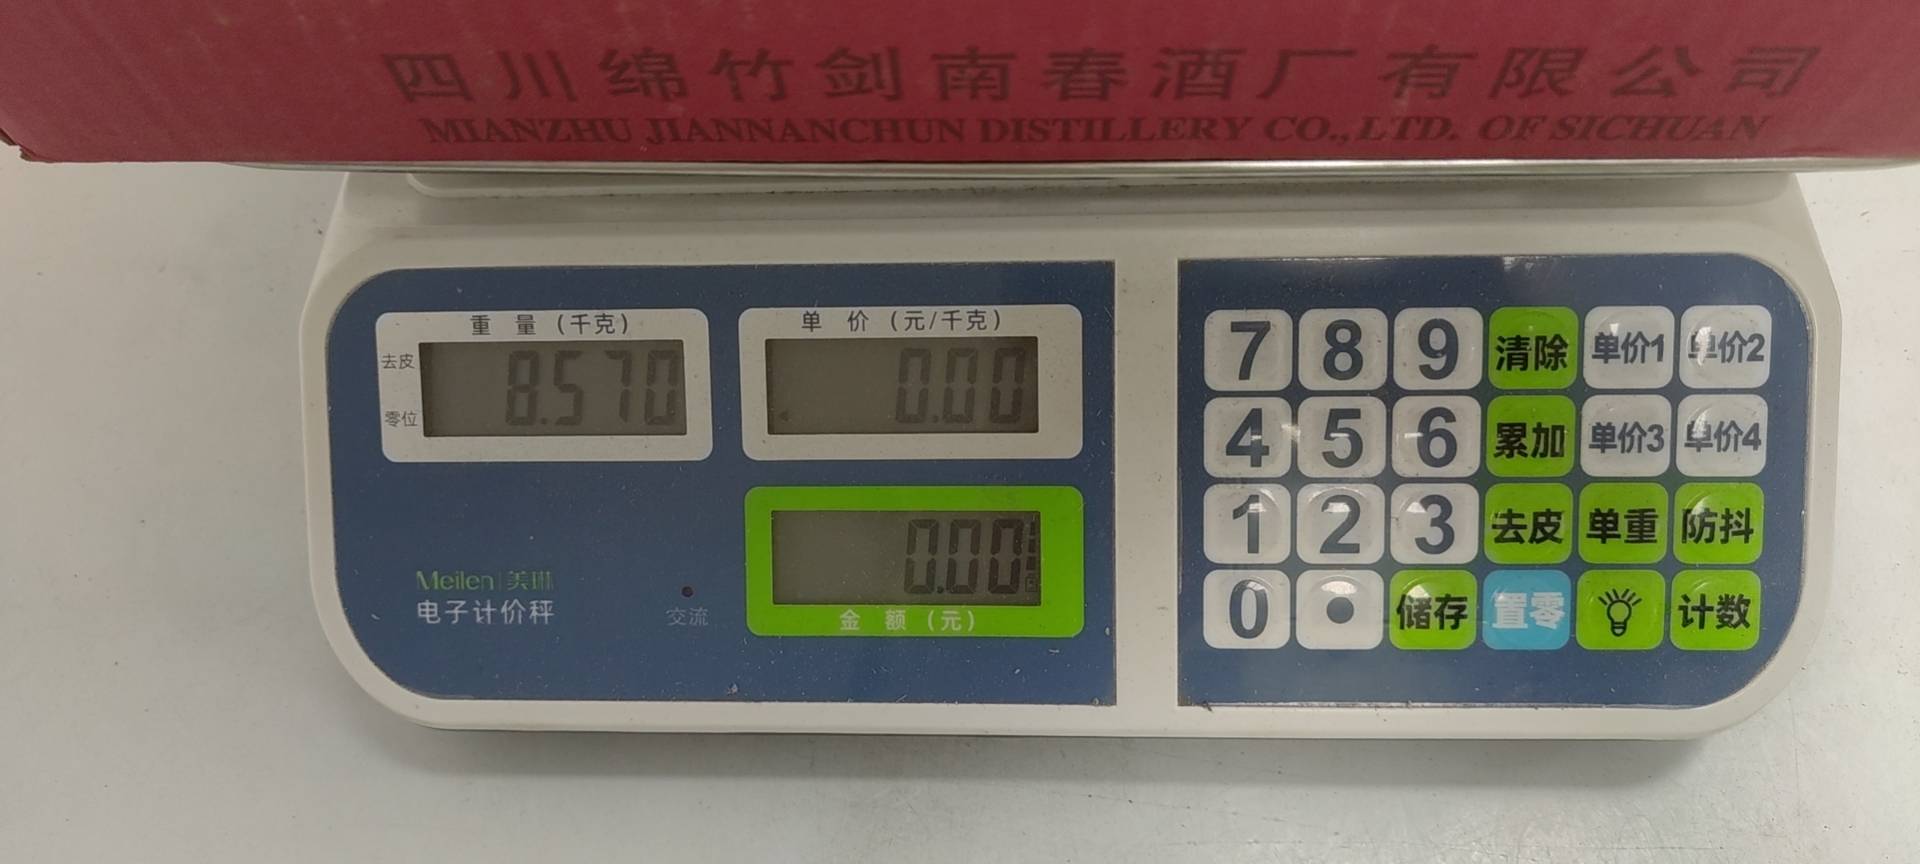 四川绵竹剑南春酒厂有限公司
MIANZHU JIANNANCHUN DISTILLERY CO.,LTD. OF SICHUAN
重 量（千克）
去皮
零位
8.570
单 价（元/千克）
0.00
0.00
金 额（元）
Meilen|美琳
电子计价秤
交流
7 8 9 清除 单价1 单价2
4 5 6 累加 单价3 单价4
1 2 3 去皮 单重 防抖
0 • 储存 置零 计数